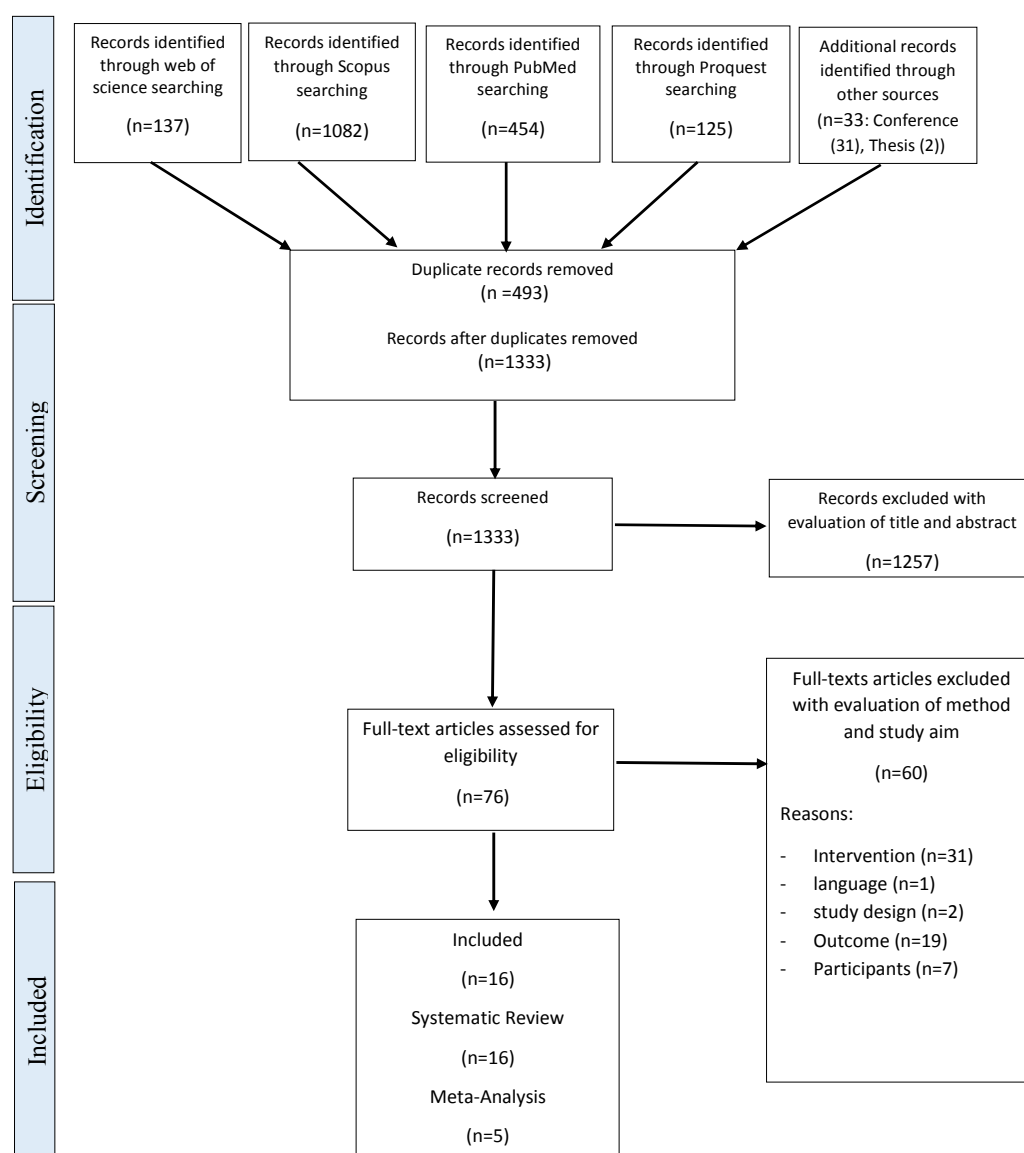 Identification
Records identified
through web of
science searching
(n=137)
Records identified
through Scopus
searching
(n=1082)
Records identified
through PubMed
searching
(n=454)
Records identified
through Proquest
searching
(n=125)
Additional records
identified through
other sources
(n=33: Conference
(31), Thesis (2))
Duplicate records removed
(n =493)
Records after duplicates removed
(n=1333)
Screening
Records screened
(n=1333)
Records excluded with
evaluation of title and abstract
(n=1257)
Eligibility
Full-text articles assessed for
eligibility
(n=76)
Full-texts articles excluded
with evaluation of method
and study aim
(n=60)
Reasons:
- Intervention (n=31)
- language (n=1)
- study design (n=2)
- Outcome (n=19)
- Participants (n=7)
Included
Included
(n=16)
Systematic Review
(n=16)
Meta-Analysis
(n=5)